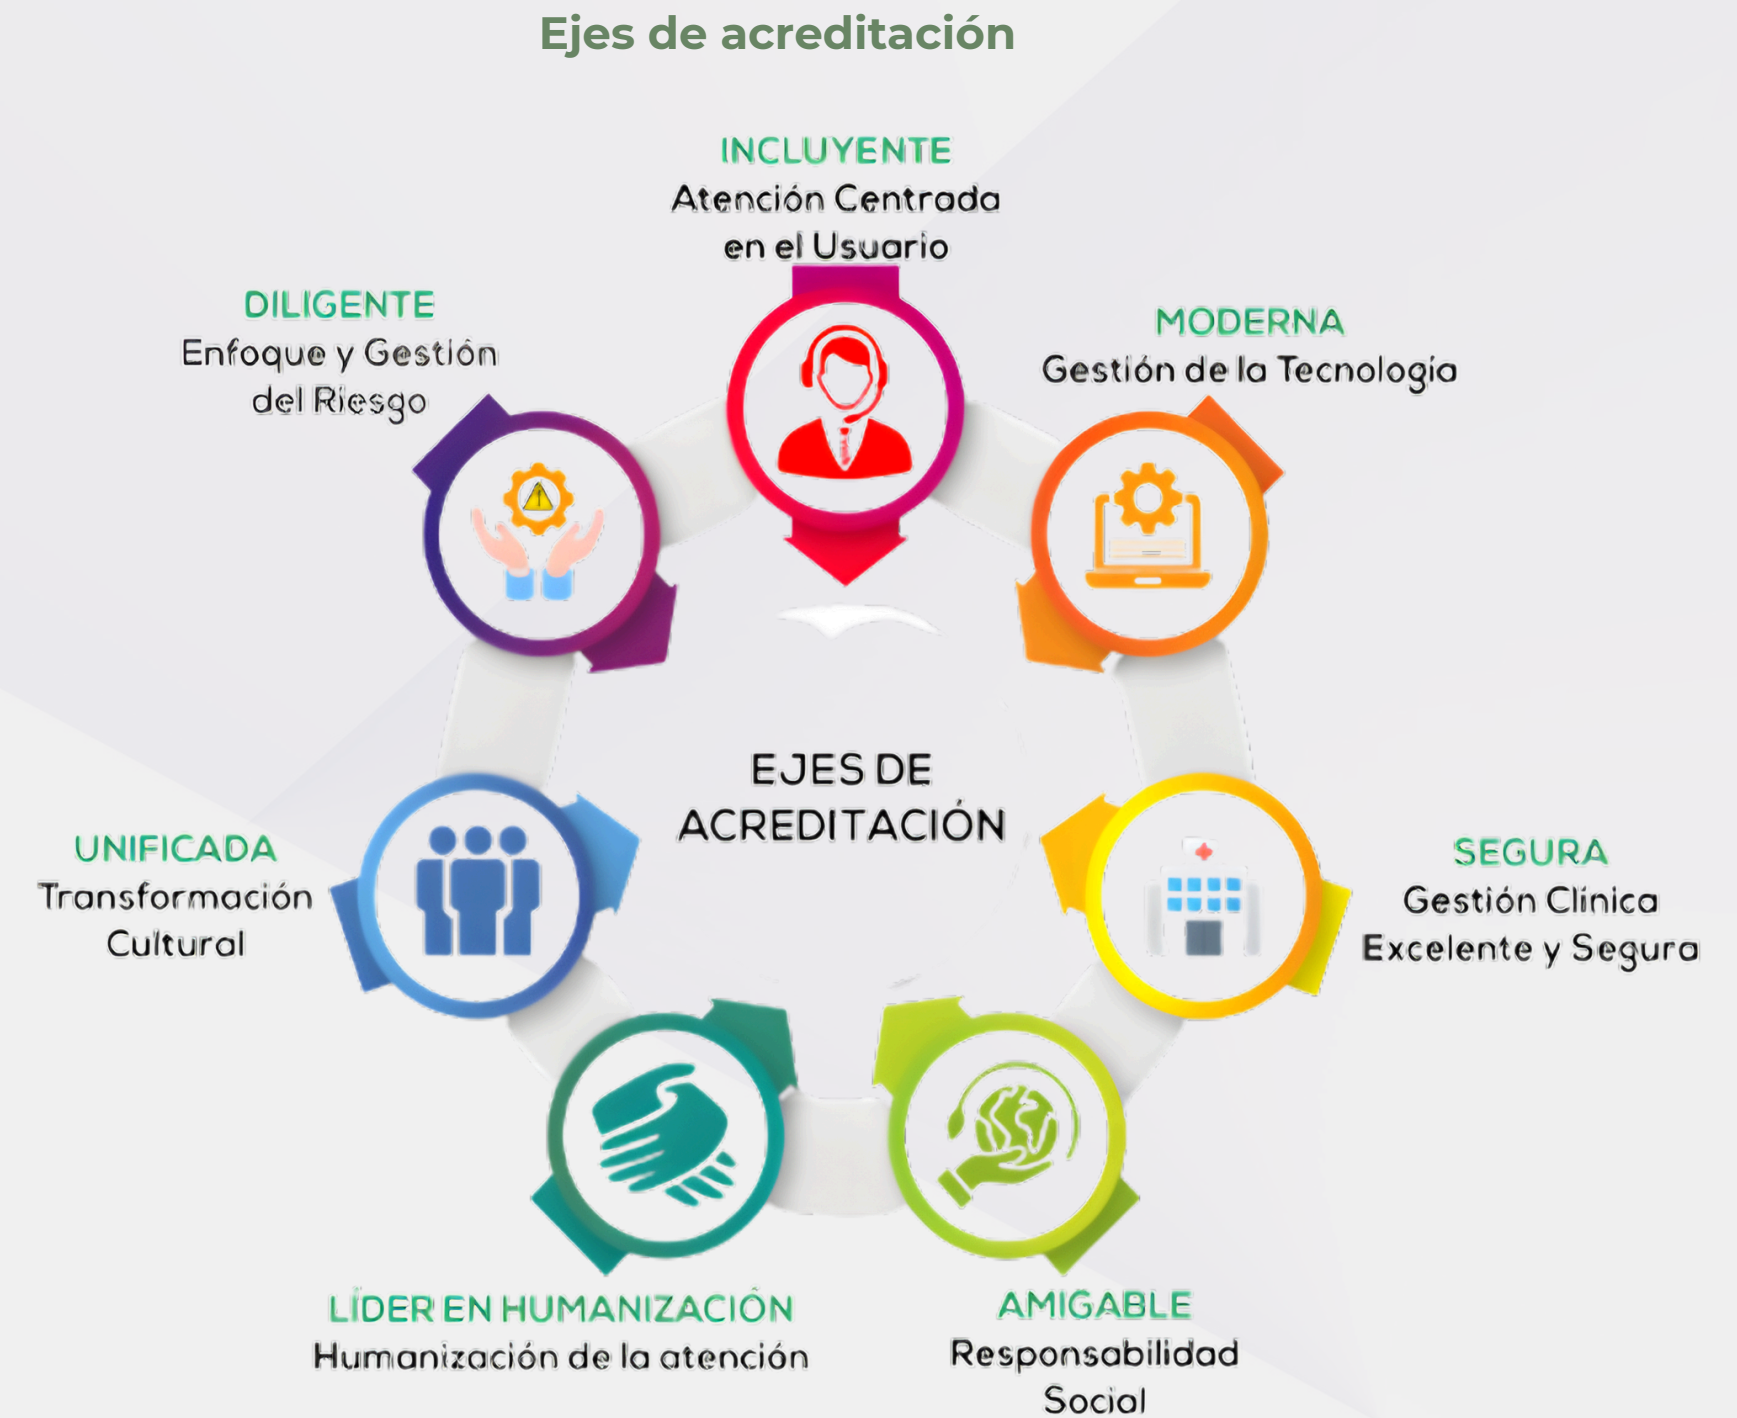 Ejes de acreditación
INCLUYENTE
Atención Centrada
en el Usuario
DILIGENTE
Enfoque y Gestión
del Riesgo
MODERNA
Gestión de la Tecnología
EJES DE
ACREDITACIÓN
UNIFICADA
Transformación
Cultural
SEGURA
Gestión Clínica
Excelente y Segura
LÍDER EN HUMANIZACIÓN
Humanización de la atención
AMIGABLE
Responsabilidad
Social